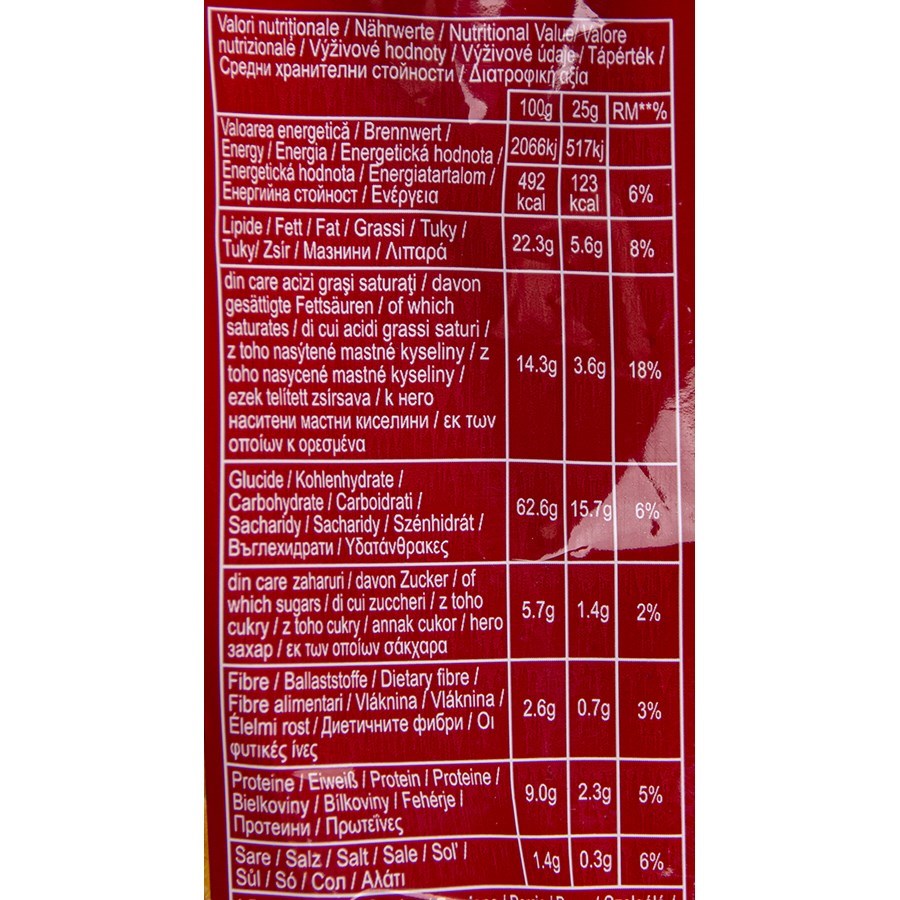 Valori nutriționale / Nährwerte / Nutritional Value/ Valore
nutrizionale / Výživové hodnoty / Výživové údaje / Tápérték /
Средни хранителни стойности / Διατροφική αξία
100g 25g RM**%
Valoarea energetică / Brennwert /
Energy / Energia / Energetická hodnota /
Energetická hodnota / Energiatartalom /
Енергийна стойност / Ενέργεια
2066kj 517kj
492 kcal 123 kcal 6%
Lipide / Fett / Fat / Grassi / Tuky /
Tuky/ Zsír / Мазнини / Λιπαρά
22.3g 5.6g 8%
din care acizi grași saturați / davon
gesättigte Fettsäuren / of which
saturates / di cui acidi grassi saturi /
z toho nasýtené mastné kyseliny / z
toho nasycené mastné kyseliny /
ezek telített zsírsava / k него
наситени мастни киселини / εκ των
οποίων κ ορεσμένα
14.3g 3.6g 18%
Glucide / Kohlenhydrate /
Carbohydrate / Carboidrati /
Sacharidy / Sacharidy / Szénhidrát /
Въглехидрати / Υδατάνθρακες
62.6g 15.7g 6%
din care zaharuri / davon Zucker / of
which sugars / di cui zuccheri / z toho
cukry / z toho cukry / annak cukor / hего
захар / εκ των οποίων σάκχαρα
5.7g 1.4g 2%
Fibre / Ballaststoffe / Dietary fibre /
Fibre alimentari / Vláknina / Vláknina /
Élelmi rost / Диетичните фибри / Οι
φυτικές ίνες
2.6g 0.7g 3%
Proteine / Eiweiß / Protein / Proteine /
Bielkoviny / Bílkoviny / Fehérje /
Протеини / Πρωτεΐνες
9.0g 2.3g 5%
Sare / Salz / Salt / Sale / Sol' /
Sůl / Só / Сол / Αλάτι
1.4g 0.3g 6%